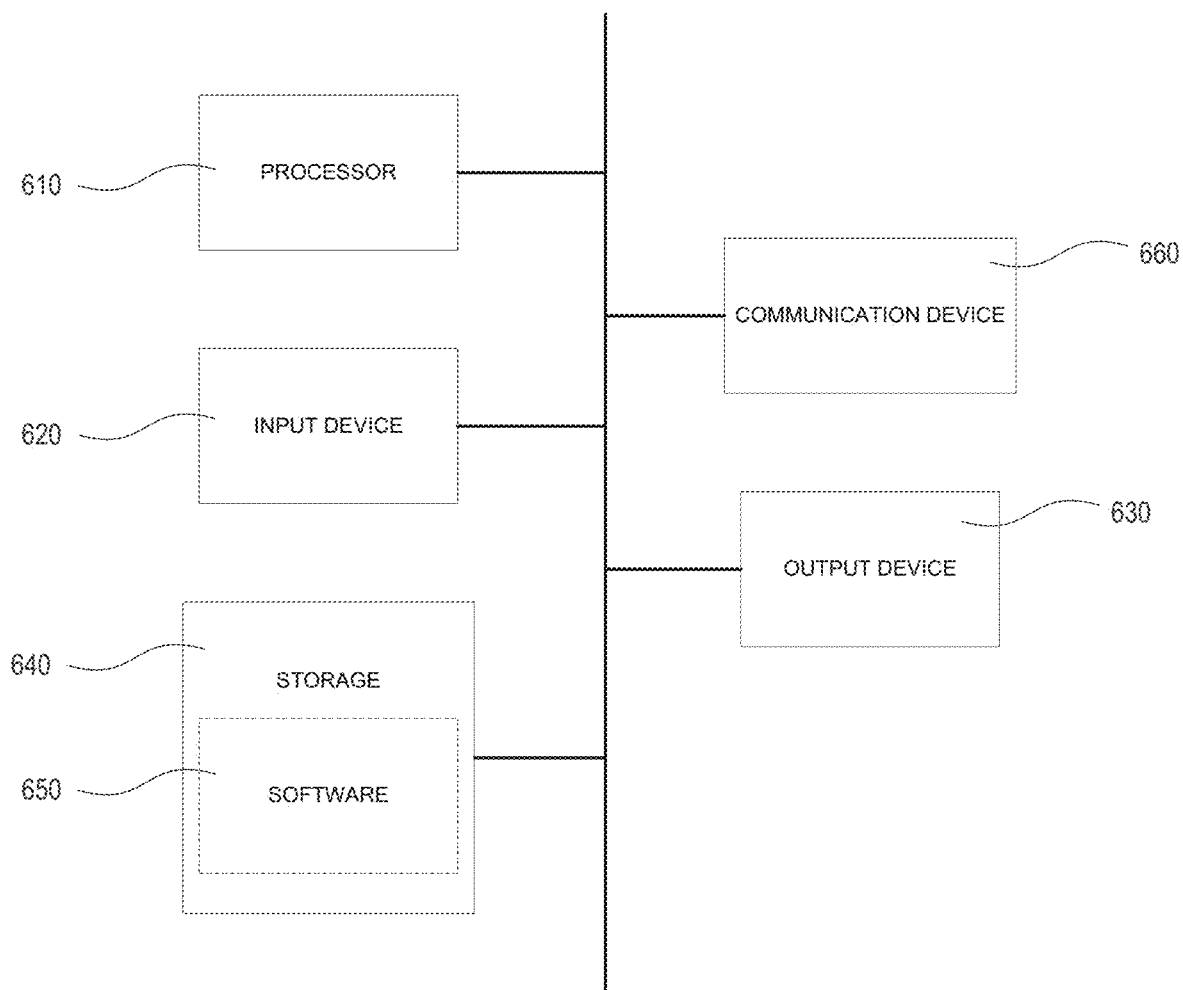 PROCESSOR
610
660
COMMUNICATION DEVICE
INPUT DEVICE
620
630
OUTPUT DEVICE
640
STORAGE
650
SOFTWARE